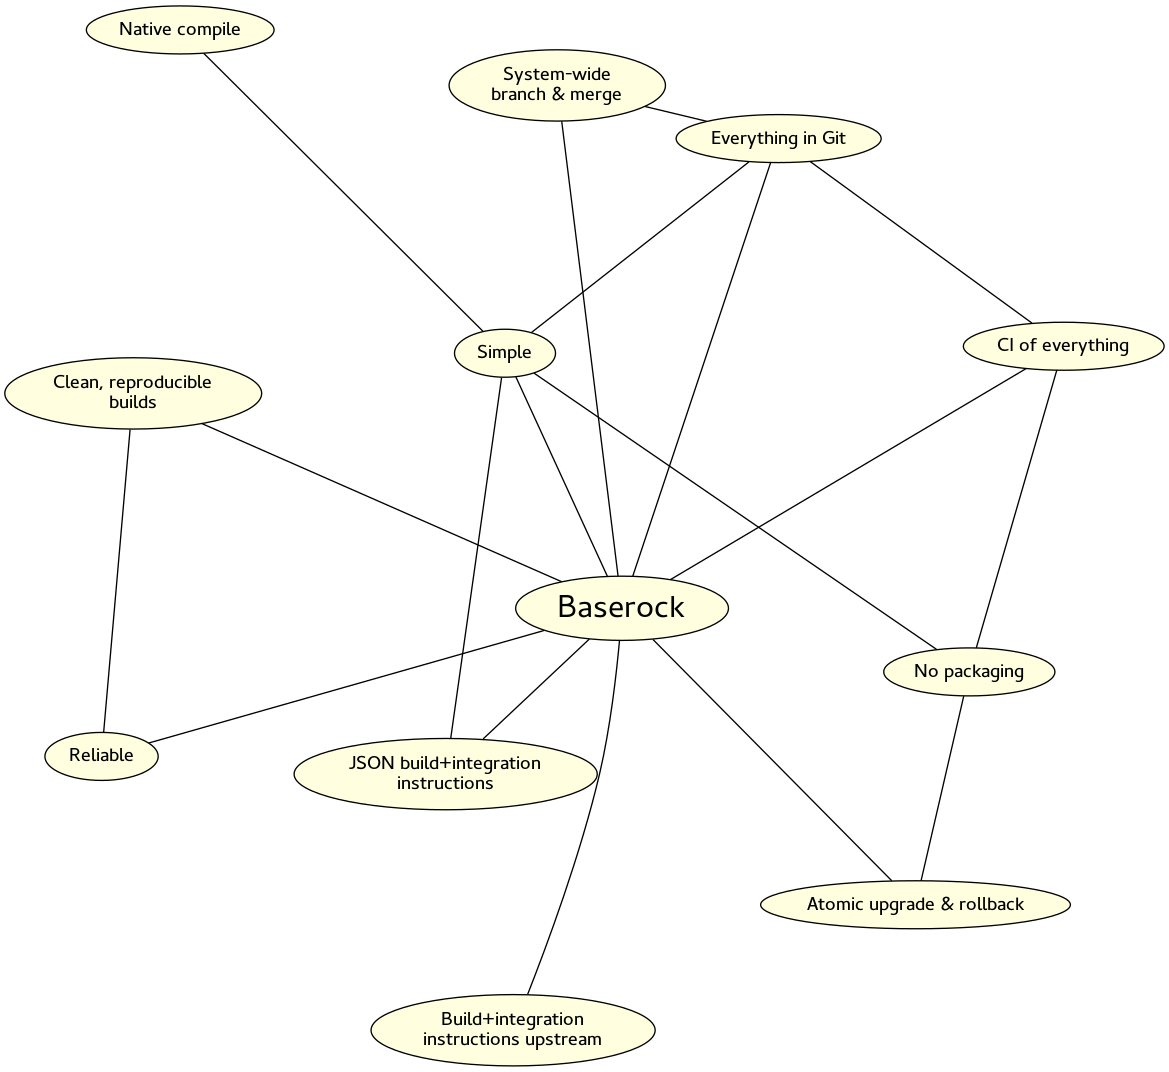 Native compile
System-wide
branch & merge
Everything in Git
Simple
CI of everything
Clean, reproducible
builds
Baserock
No packaging
Reliable
JSON build+integration
instructions
Atomic upgrade & rollback
Build+integration
instructions upstream